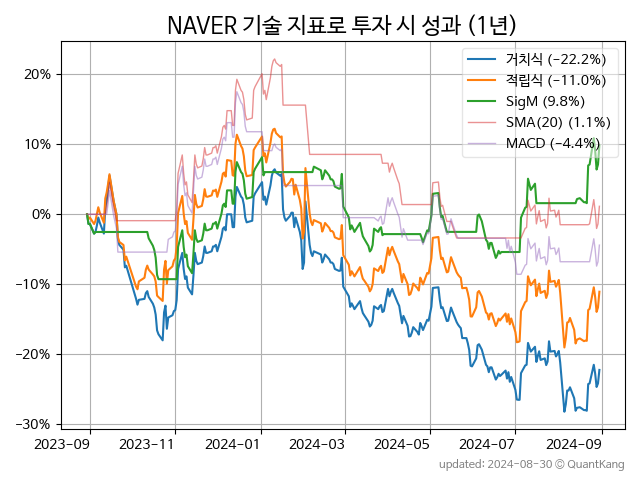 NAVER 기술 지표로 투자 시 성과 (1년)
거치식 (−22.2%)
적립식 (−11.0%)
SigM (9.8%)
SMA(20) (1.1%)
MACD (−4.4%)
20%
10%
0%
−10%
−20%
−30%
2023-09 2023-11 2024-01 2024-03 2024-05 2024-07 2024-09
updated: 2024-08-30 © QuantKang